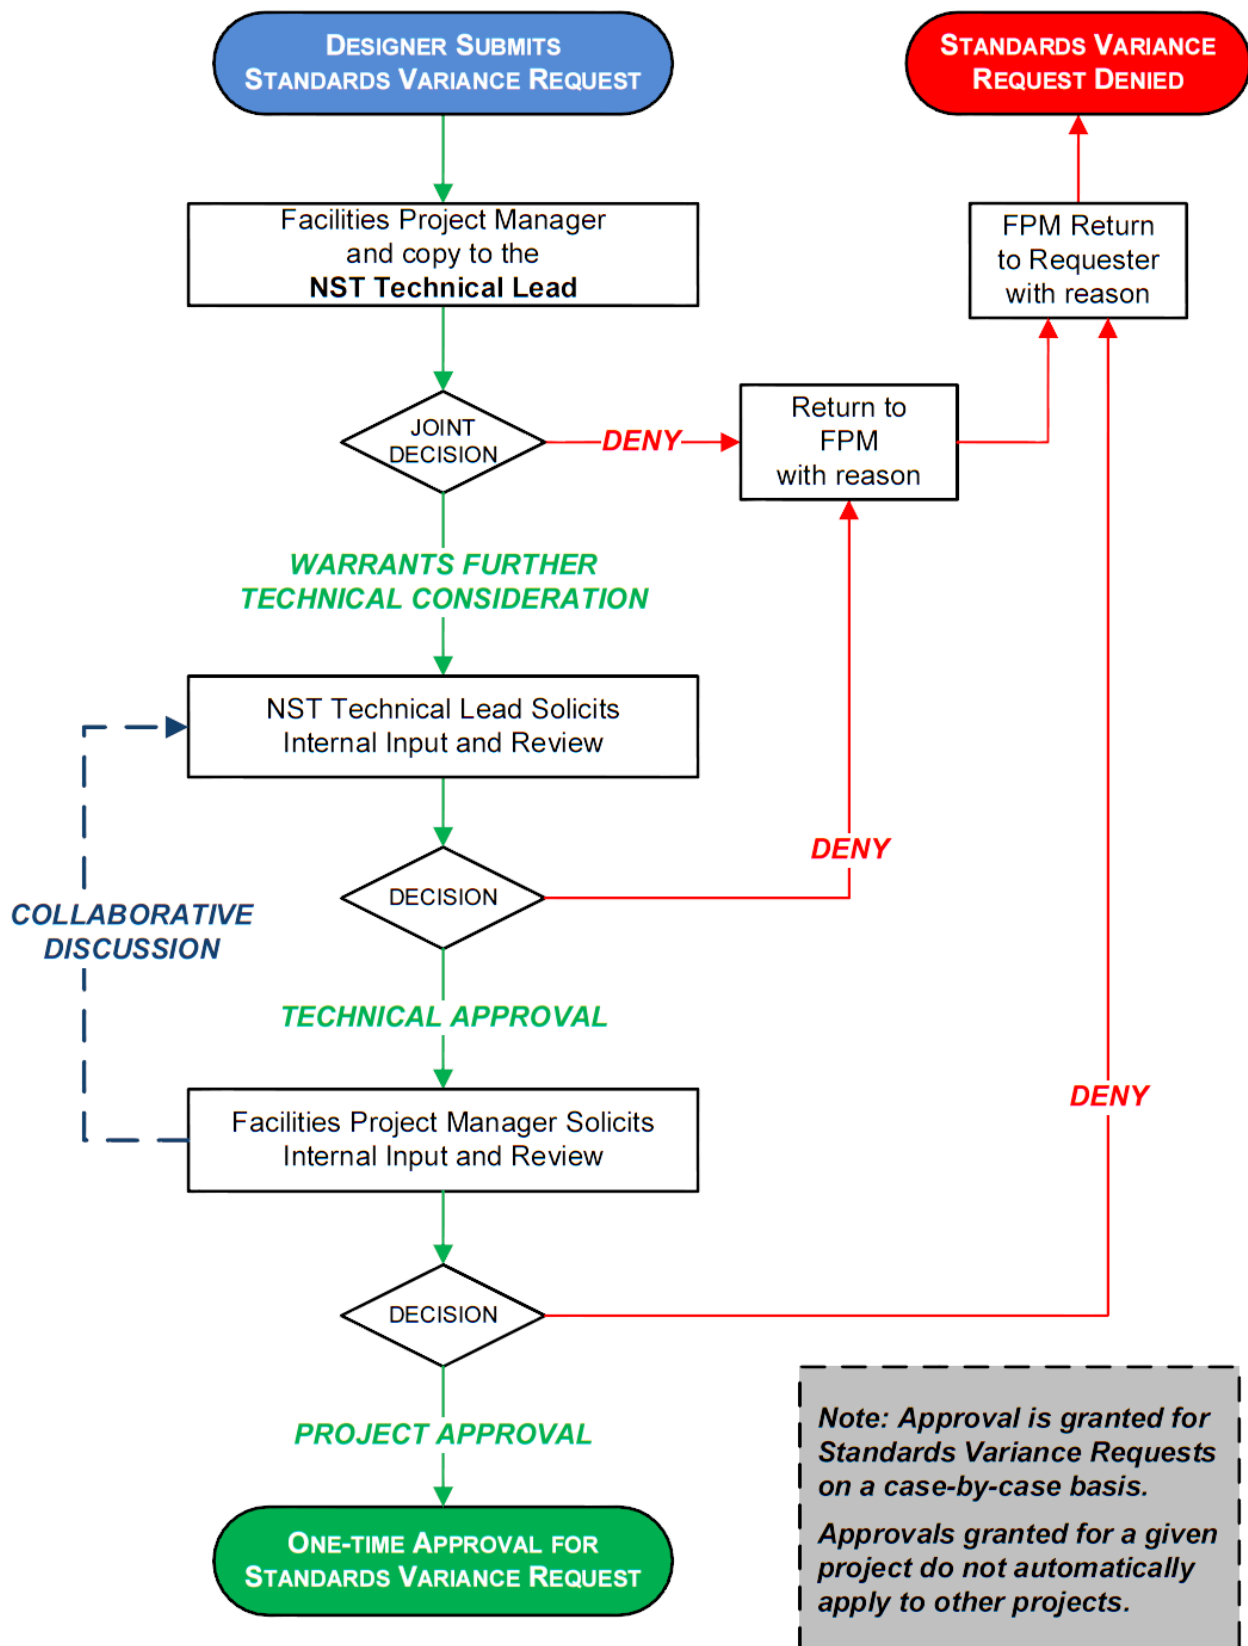 DESIGNER SUBMITS
STANDARDS VARIANCE REQUEST
STANDARDS VARIANCE
REQUEST DENIED
Facilities Project Manager
and copy to the
NST Technical Lead
FPM Return
to Requester
with reason
JOINT
DECISION
DENY
Return to
FPM
with reason
WARRANTS FURTHER
TECHNICAL CONSIDERATION
NST Technical Lead Solicits
Internal Input and Review
DENY
DECISION
COLLABORATIVE
DISCUSSION
TECHNICAL APPROVAL
DENY
Facilities Project Manager Solicits
Internal Input and Review
DECISION
PROJECT APPROVAL
Note: Approval is granted for
Standards Variance Requests
on a case-by-case basis.
Approvals granted for a given
project do not automatically
apply to other projects.
ONE-TIME APPROVAL FOR
STANDARDS VARIANCE REQUEST